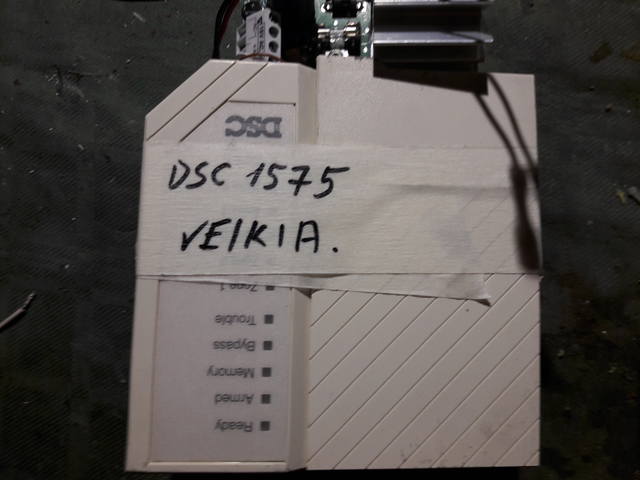 DSC
DSC 1575
VEIKIA.
Zone 1
Trouble
Bypass
Memory
Armed
Ready